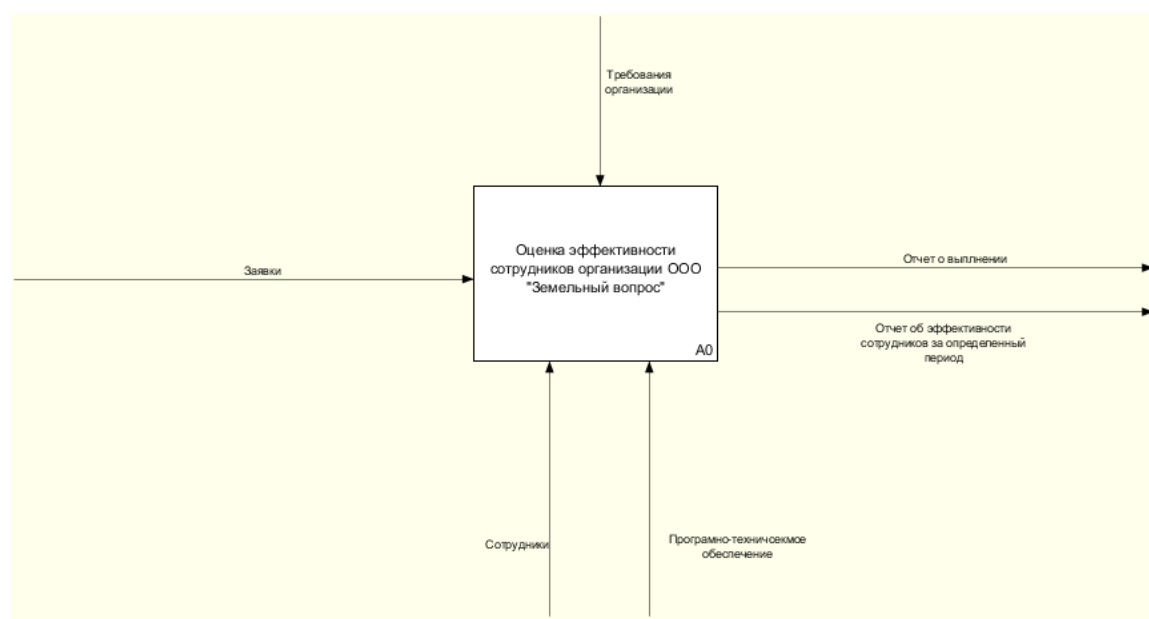 Требования
организации
Оценка эффективности
сотрудников организации ООО
"Земельный вопрос"
A0
Заявки
Отчет о выплнении
Отчет об эффективности
сотрудников за определенный
период
Сотрудники
Програмно-техничоекмое
обеспечение